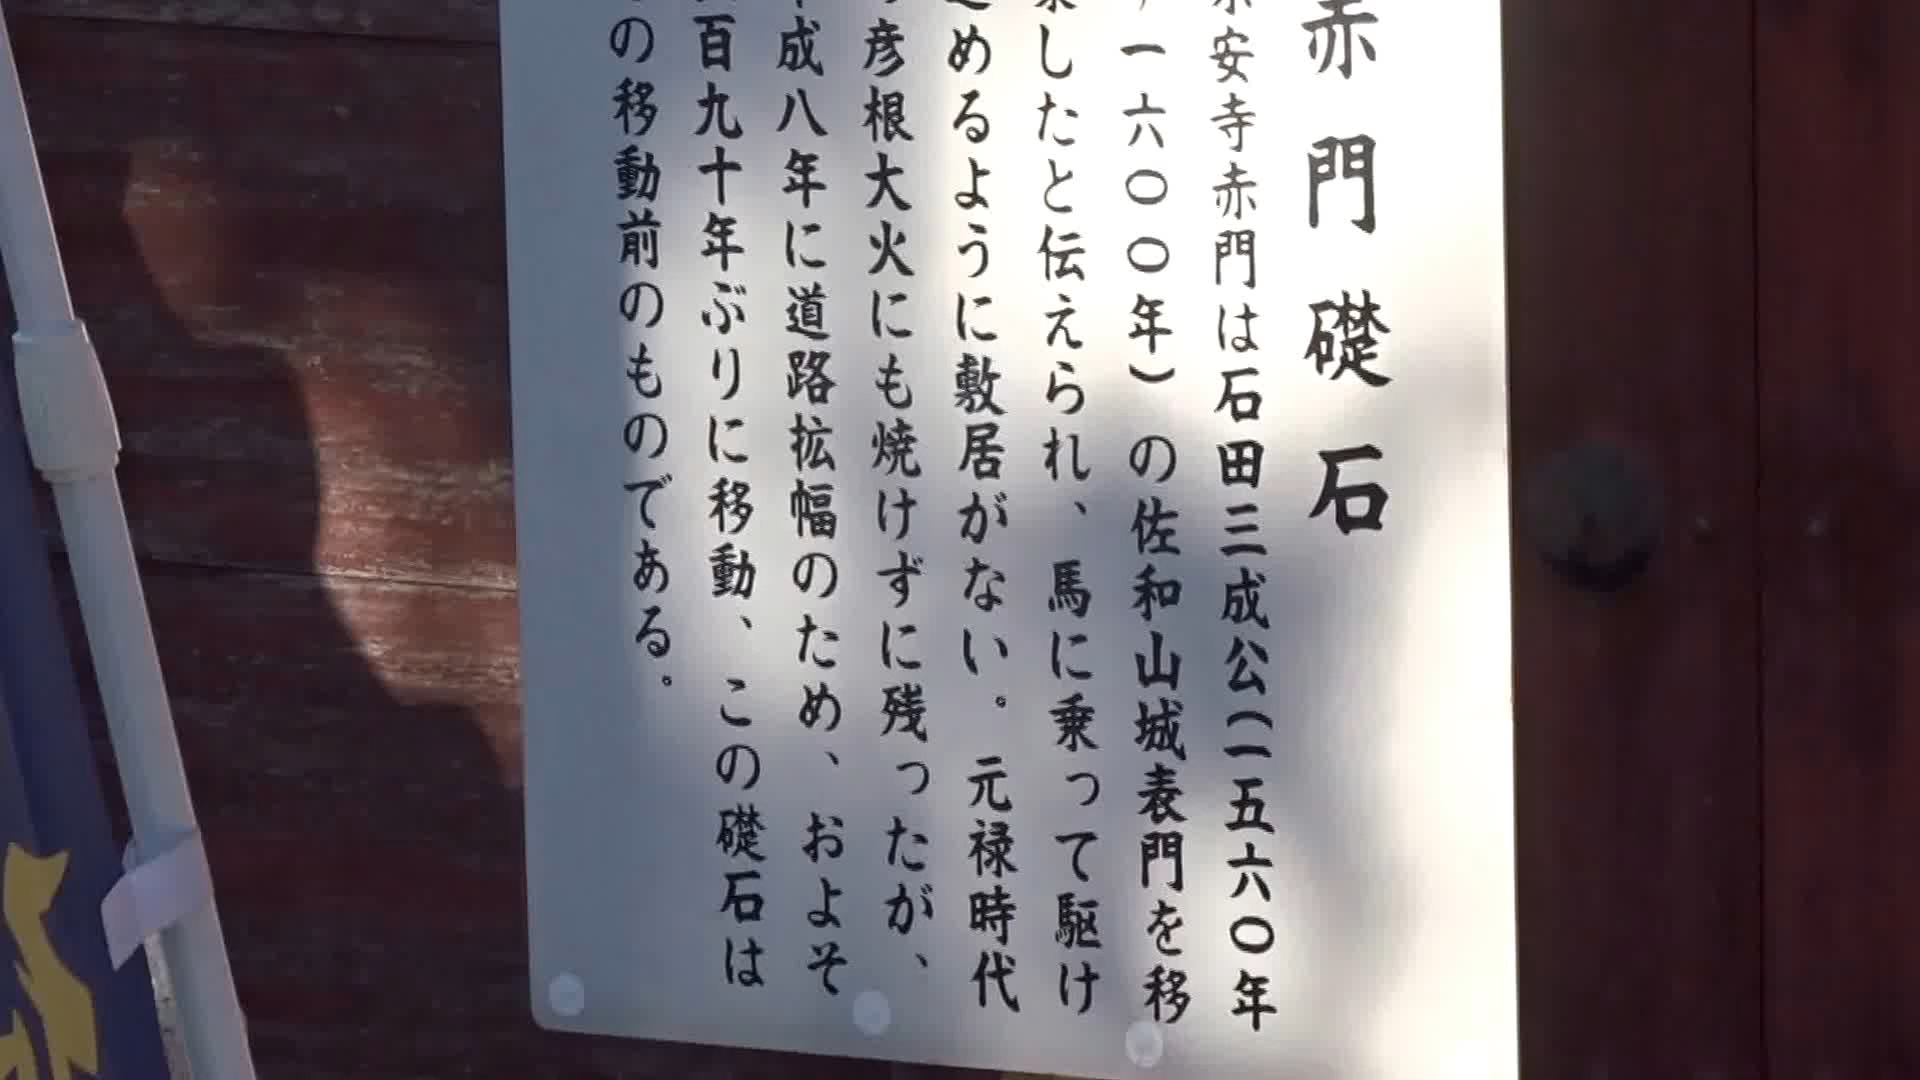 赤門礎石
安寺赤門は石田三成公(一五六〇年
一六〇〇年)の佐和山城表門を移
したと伝えられ、馬に乗って駆け
めるように敷居がない。元禄時代
彦根大火にも焼けずに残ったが、
成八年に道路拡幅のため、およそ
百九十年ぶりに移動、この礎石は
の移動前のものである。